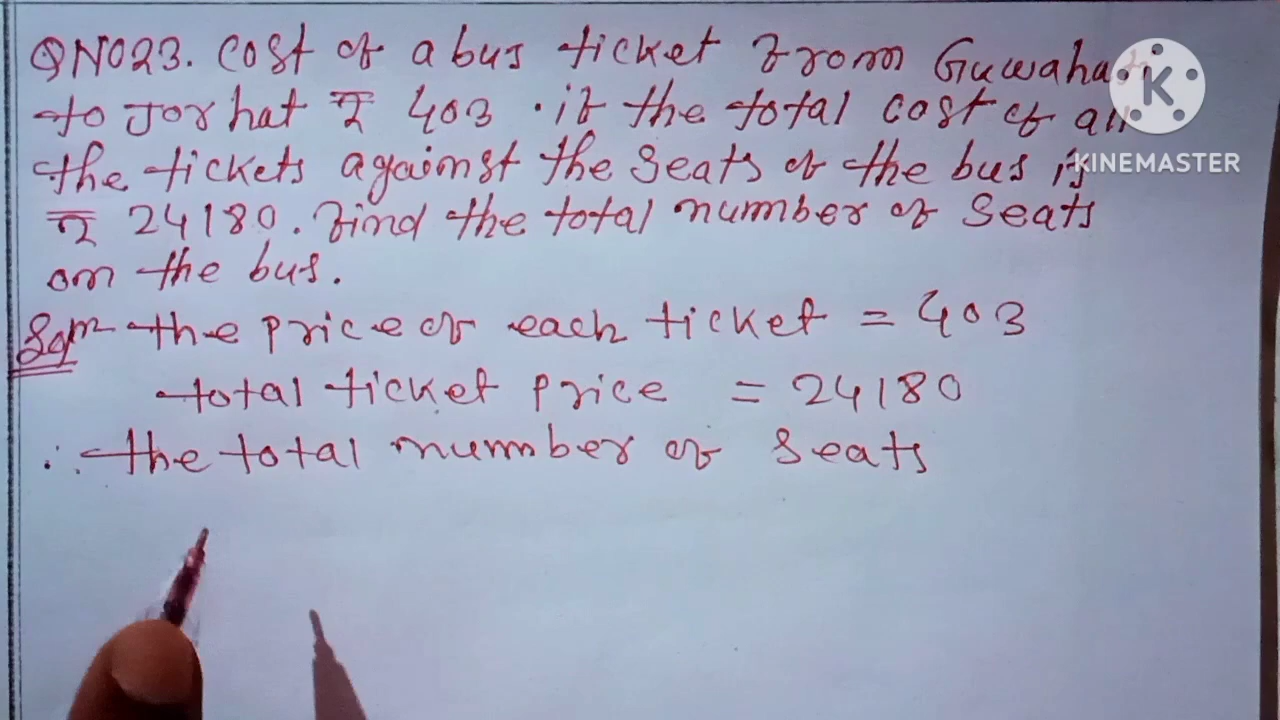 QNO23. Cost of a bus ticket from Guwahati
to Jorhat ₹ 403. if the total cost of all
the tickets against the seats of the bus is
₹ 24180. find the total number of seats
on the bus.
Solⁿ the price of each ticket = 403
total ticket price = 24180
∴ the total number of seats
K
KINEMASTER